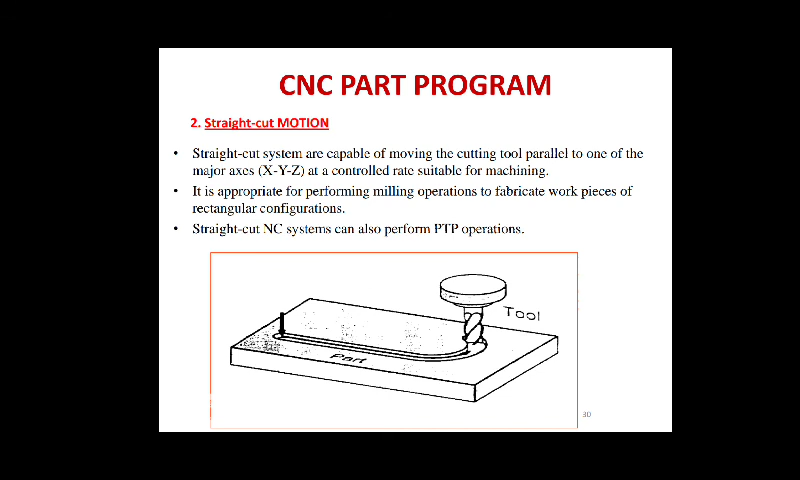 CNC PART PROGRAM
2. Straight-cut MOTION
• Straight-cut system are capable of moving the cutting tool parallel to one of the
major axes (X-Y-Z) at a controlled rate suitable for machining.
• It is appropriate for performing milling operations to fabricate work pieces of
rectangular configurations.
• Straight-cut NC systems can also perform PTP operations.
Tool
Part
30